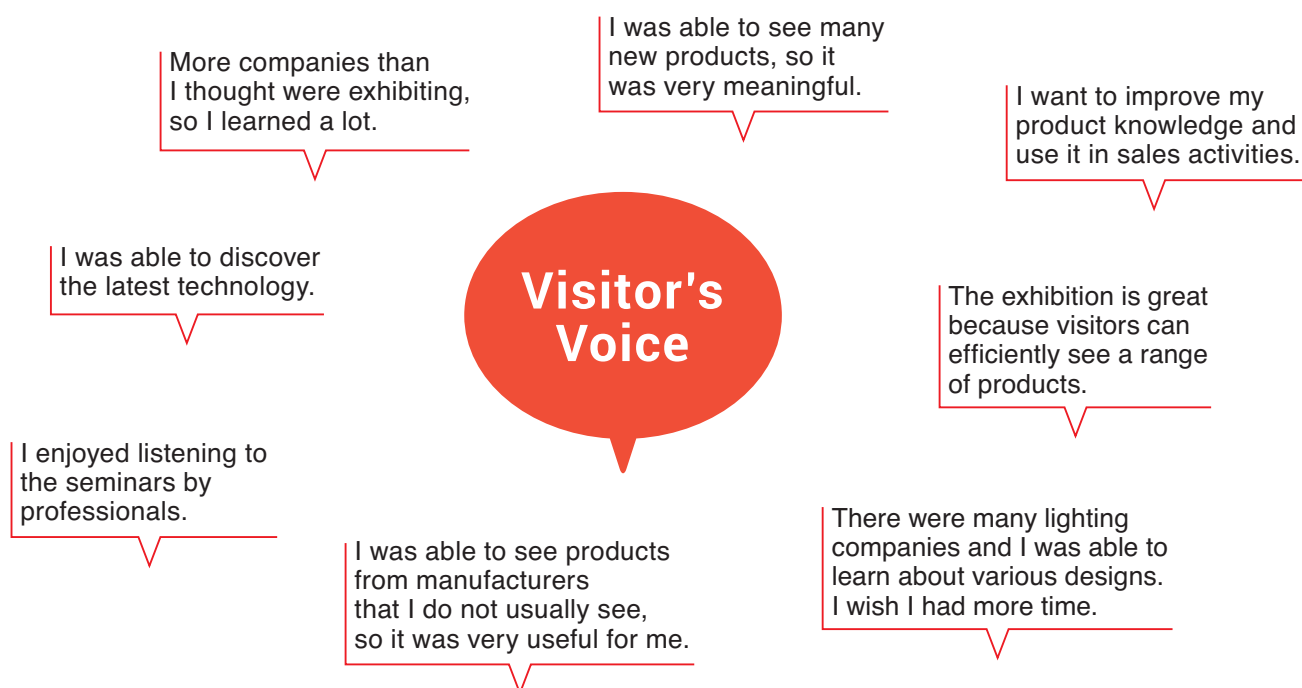 More companies than
I thought were exhibiting,
so I learned a lot.
I was able to see many
new products, so it
was very meaningful.
I want to improve my
product knowledge and
use it in sales activities.
I was able to discover
the latest technology.
Visitor's
Voice
The exhibition is great
because visitors can
efficiently see a range
of products.
I enjoyed listening to
the seminars by
professionals.
I was able to see products
from manufacturers
that I do not usually see,
so it was very useful for me.
There were many lighting
companies and I was able to
learn about various designs.
I wish I had more time.